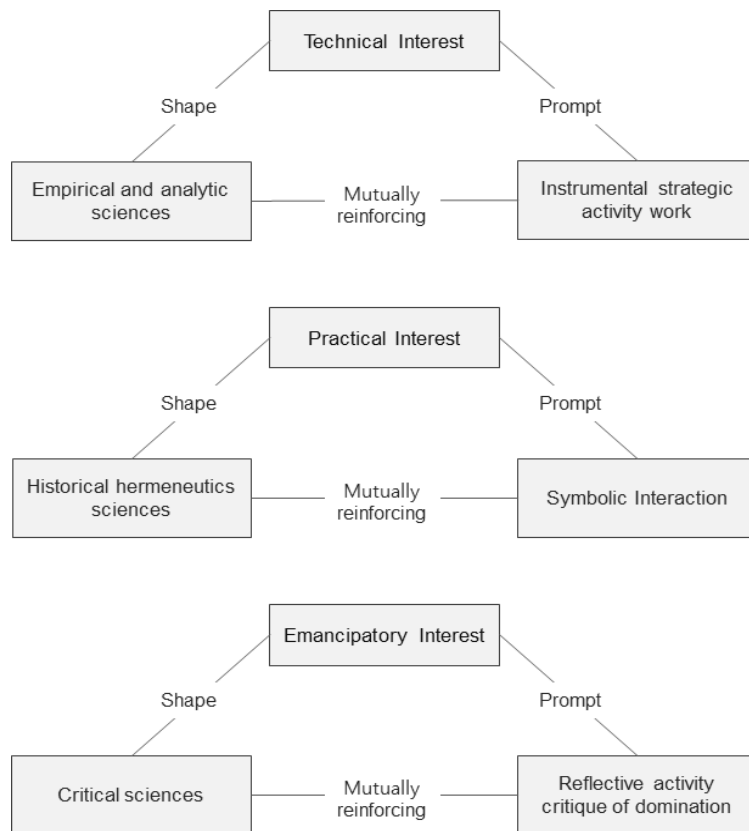 Technical Interest
Shape
Prompt
Empirical and analytic
sciences
Mutually
reinforcing
Instrumental strategic
activity work
Practical Interest
Shape
Prompt
Historical hermeneutics
sciences
Mutually
reinforcing
Symbolic Interaction
Emancipatory Interest
Shape
Prompt
Critical sciences
Mutually
reinforcing
Reflective activity
critique of domination